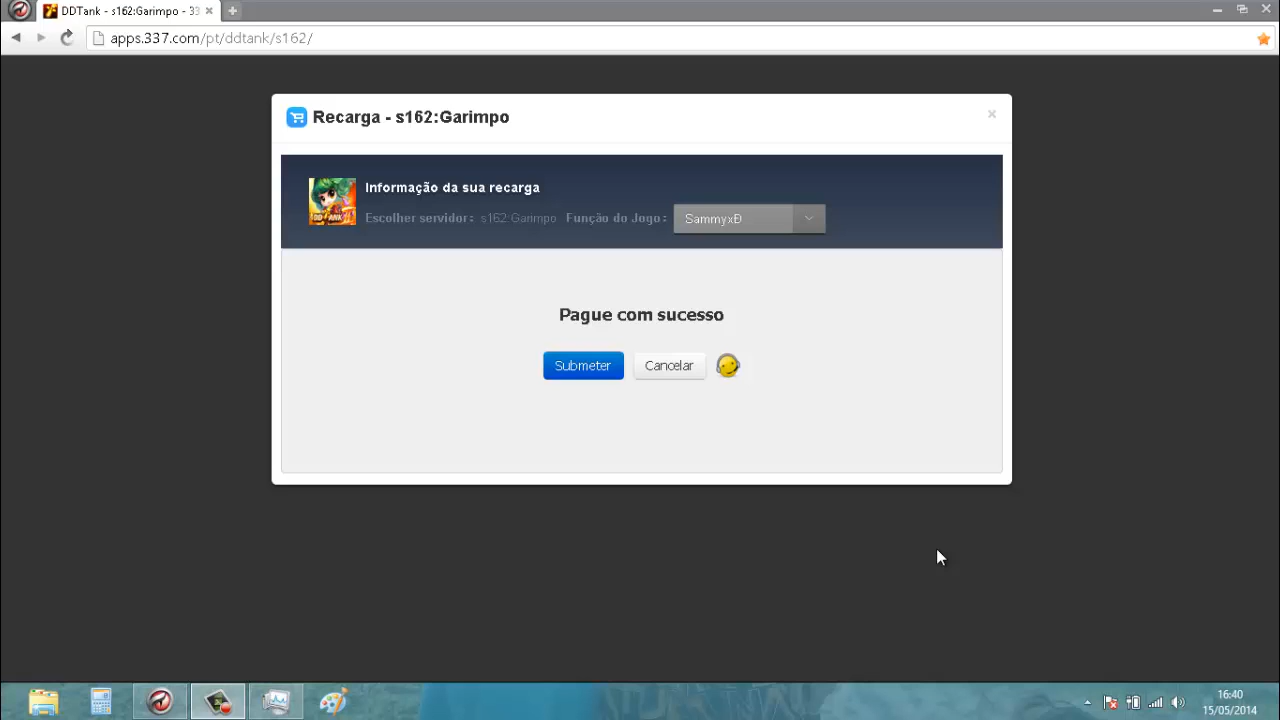 DDTank - s162:Garimpo - 33
apps.337.com/pt/ddtank/s162/
Recarga - s162:Garimpo
Informação da sua recarga
Escolher servidor: s162:Garimpo Função do Jogo: SammyxĐ
DDTANK
Pague com sucesso
Submeter Cancelar
16:40
15/05/2014